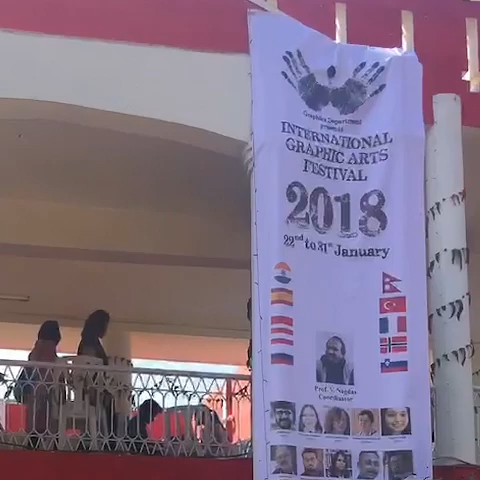 Graphics Department
presents
INTERNATIONAL
GRAPHIC ARTS
FESTIVAL
2018
22nd to 31st January
Prof. S. Nagdas
Coordinator